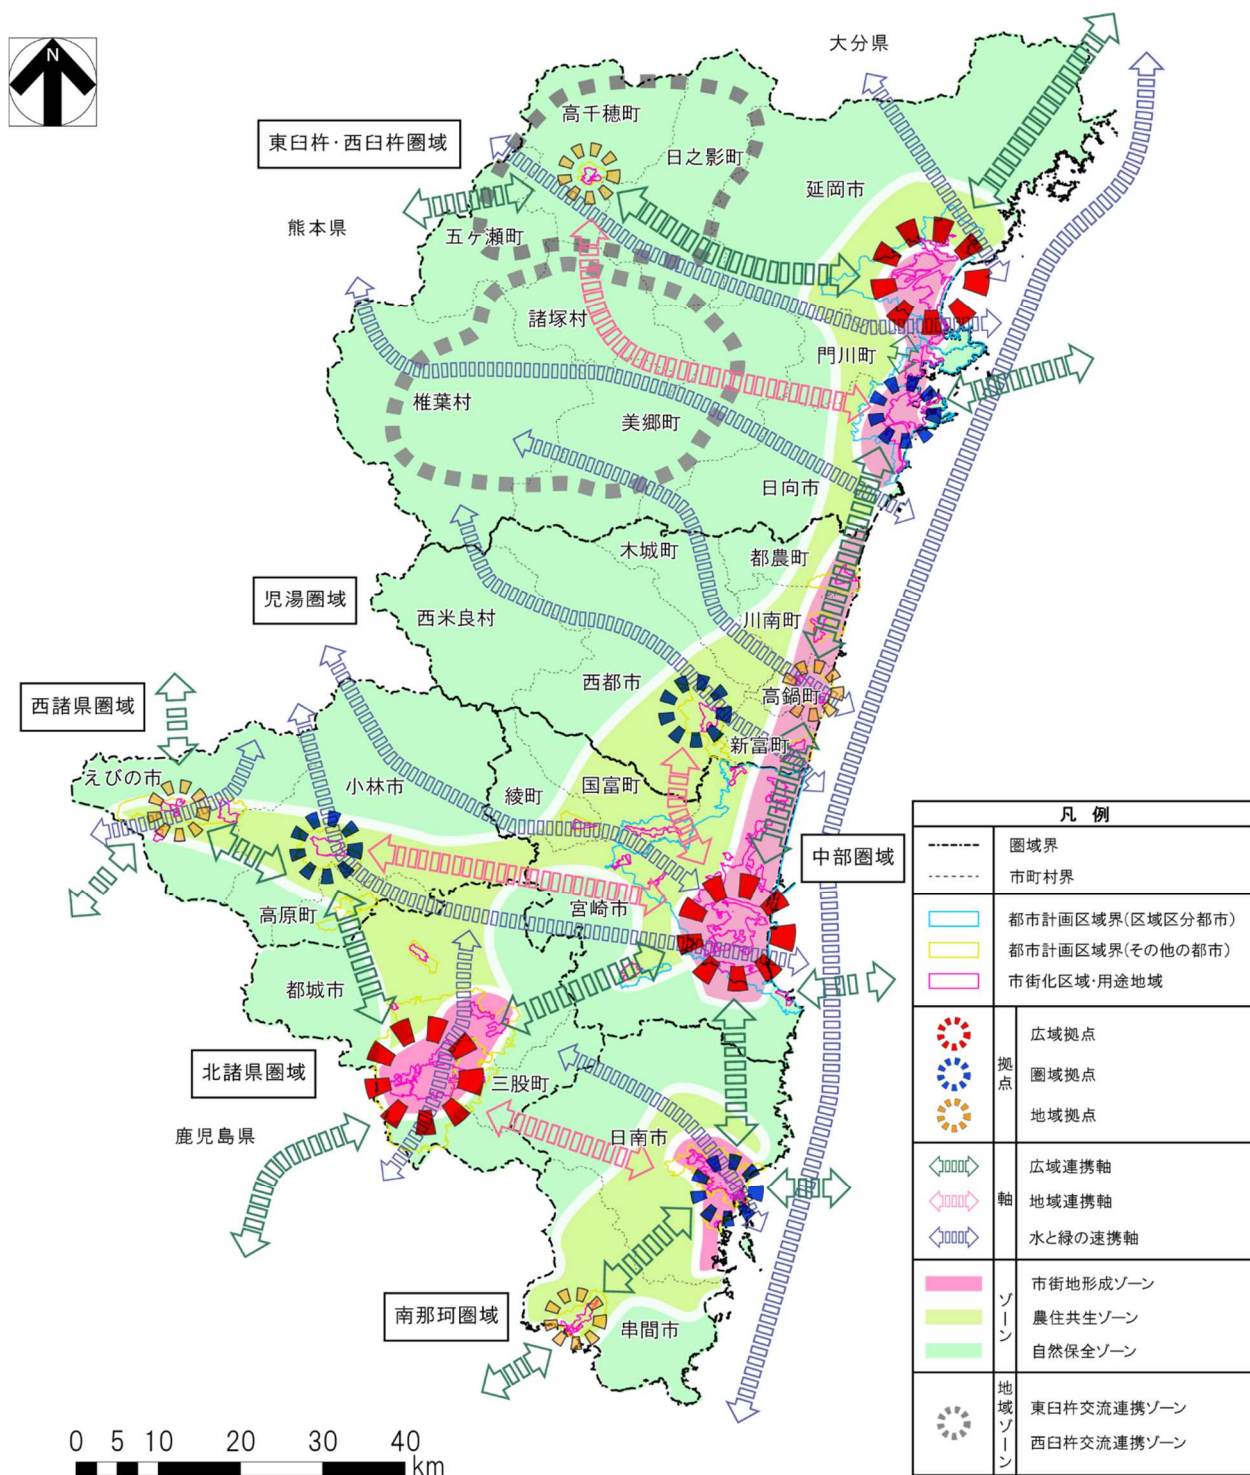 N
大分県
高千穂町
東臼杵・西臼杵圏域
日之影町
延岡市
熊本県
五ヶ瀬町
諸塚村
門川町
椎葉村
美郷町
日向市
木城町
都農町
児湯圏域
西米良村
川南町
西都市
高鍋町
西諸県圏域
新富町
えびの市
小林市
国富町
綾町
中部圏域
宮崎市
高原町
都城市
北諸県圏域
三股町
鹿児島県
日南市
南那珂圏域
串間市
凡 例
圏域界
市町村界
都市計画区域界(区域区分都市)
都市計画区域界(その他の都市)
市街化区域・用途地域
拠点
広域拠点
圏域拠点
地域拠点
軸
広域連携軸
地域連携軸
水と緑の速携軸
ゾーン
市街地形成ゾーン
農住共生ゾーン
自然保全ゾーン
地域ゾーン
東臼杵交流連携ゾーン
西臼杵交流連携ゾーン
0 5 10 20 30 40
km